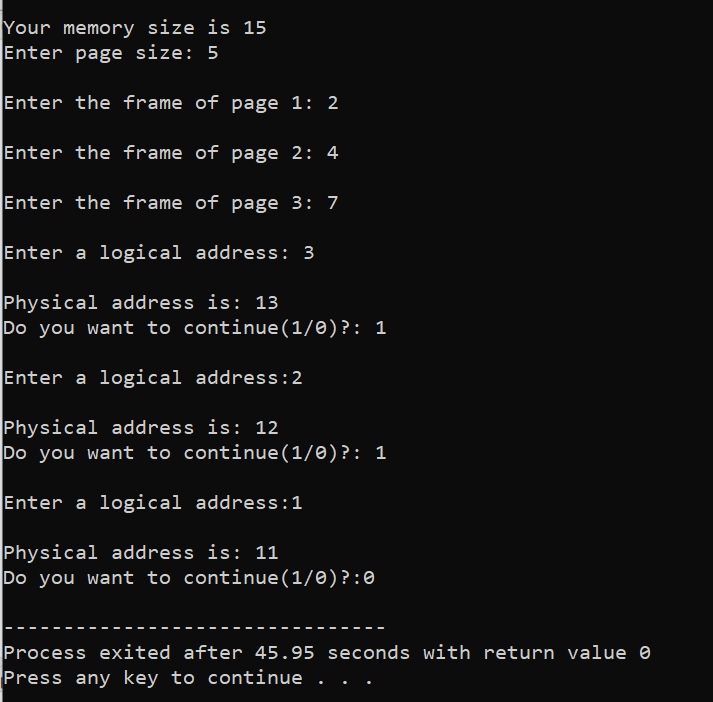 Your memory size is 15
Enter page size: 5
Enter the frame of page 1: 2
Enter the frame of page 2: 4
Enter the frame of page 3: 7
Enter a logical address: 3
Physical address is: 13
Do you want to continue(1/0)?: 1
Enter a logical address:2
Physical address is: 12
Do you want to continue(1/0)?: 1
Enter a logical address:1
Physical address is: 11
Do you want to continue(1/0)?:0
--------------------------------
Process exited after 45.95 seconds with return value 0
Press any key to continue . . .